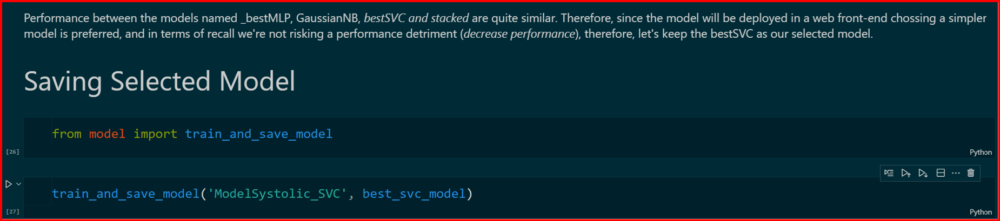 Performance between the models named _bestMLP, GaussianNB, bestSVC and stacked are quite similar. Therefore, since the model will be deployed in a web front-end chossing a simpler
model is preferred, and in terms of recall we're not risking a performance detriment (decrease performance), therefore, let's keep the bestSVC as our selected model.
Saving Selected Model
from model import train_and_save_model
[26]
Python
train_and_save_model('ModelSystolic_SVC', best_svc_model)
[27]
Python